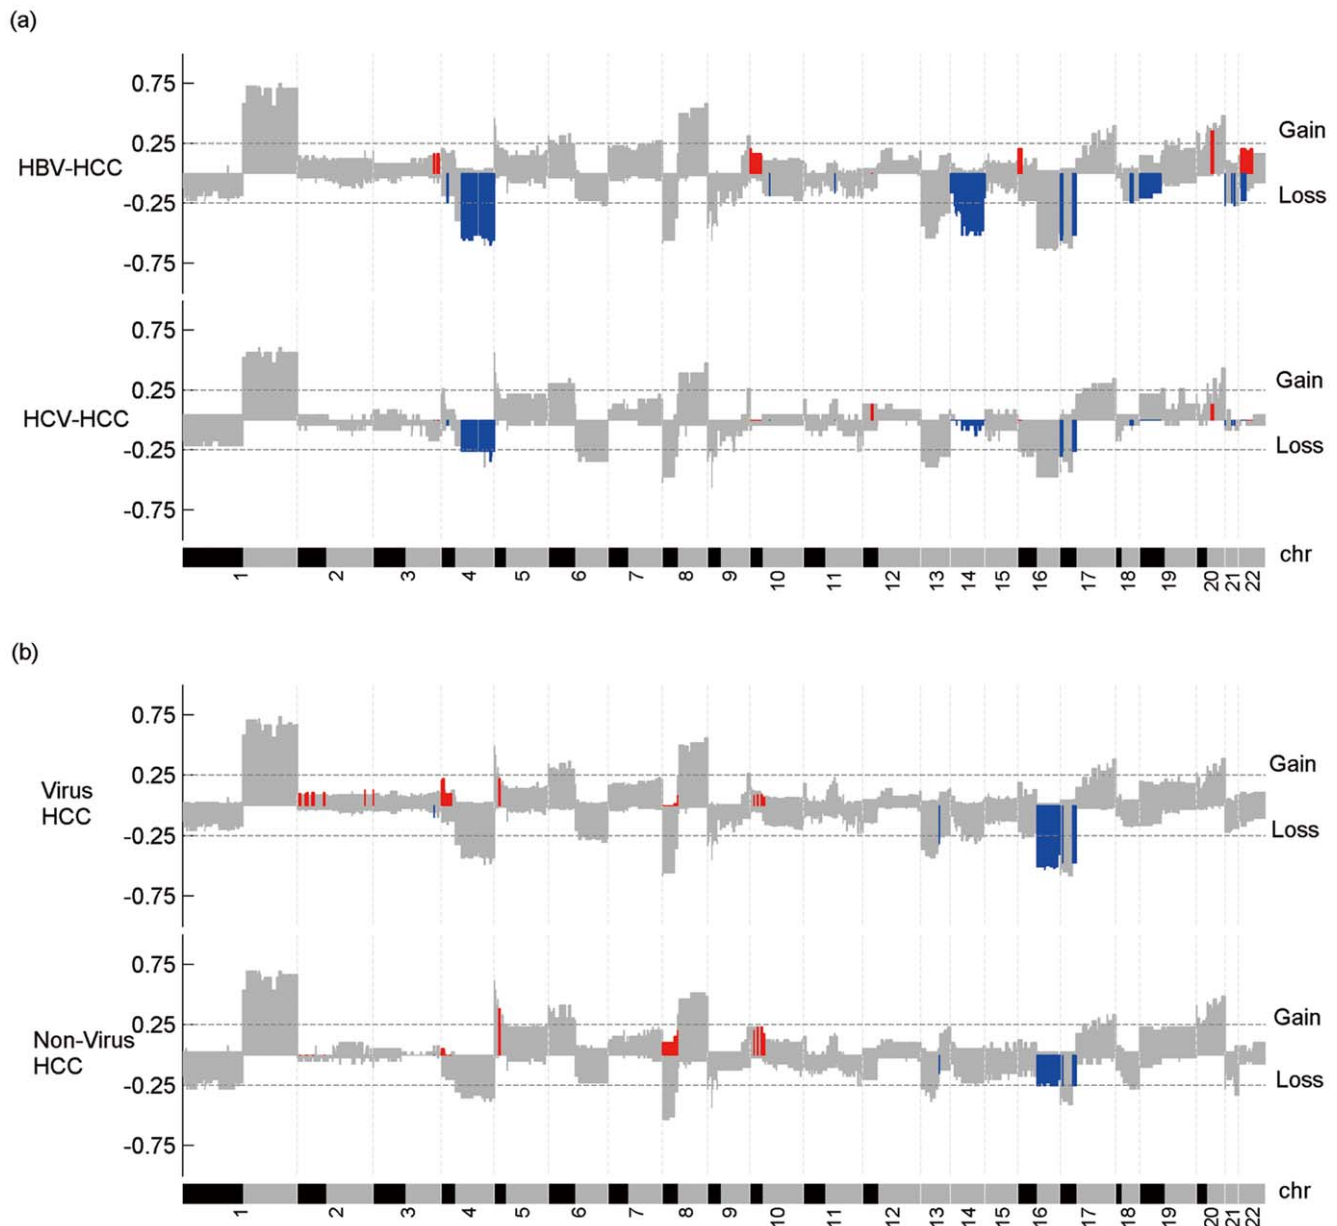 (a)
0.75
0.25
Gain
HBV-HCC
-0.25
Loss
-0.75
0.75
0.25
Gain
HCV-HCC
-0.25
Loss
-0.75
chr
1 2 3 4 5 6 7 8 9 10 11 12 13 14 15 16 17 18 19 20 21 22
(b)
0.75
0.25
Gain
Virus
HCC
-0.25
Loss
-0.75
0.75
0.25
Gain
Non-Virus
HCC
-0.25
Loss
-0.75
chr
1 2 3 4 5 6 7 8 9 10 11 12 13 14 15 16 17 18 19 20 21 22